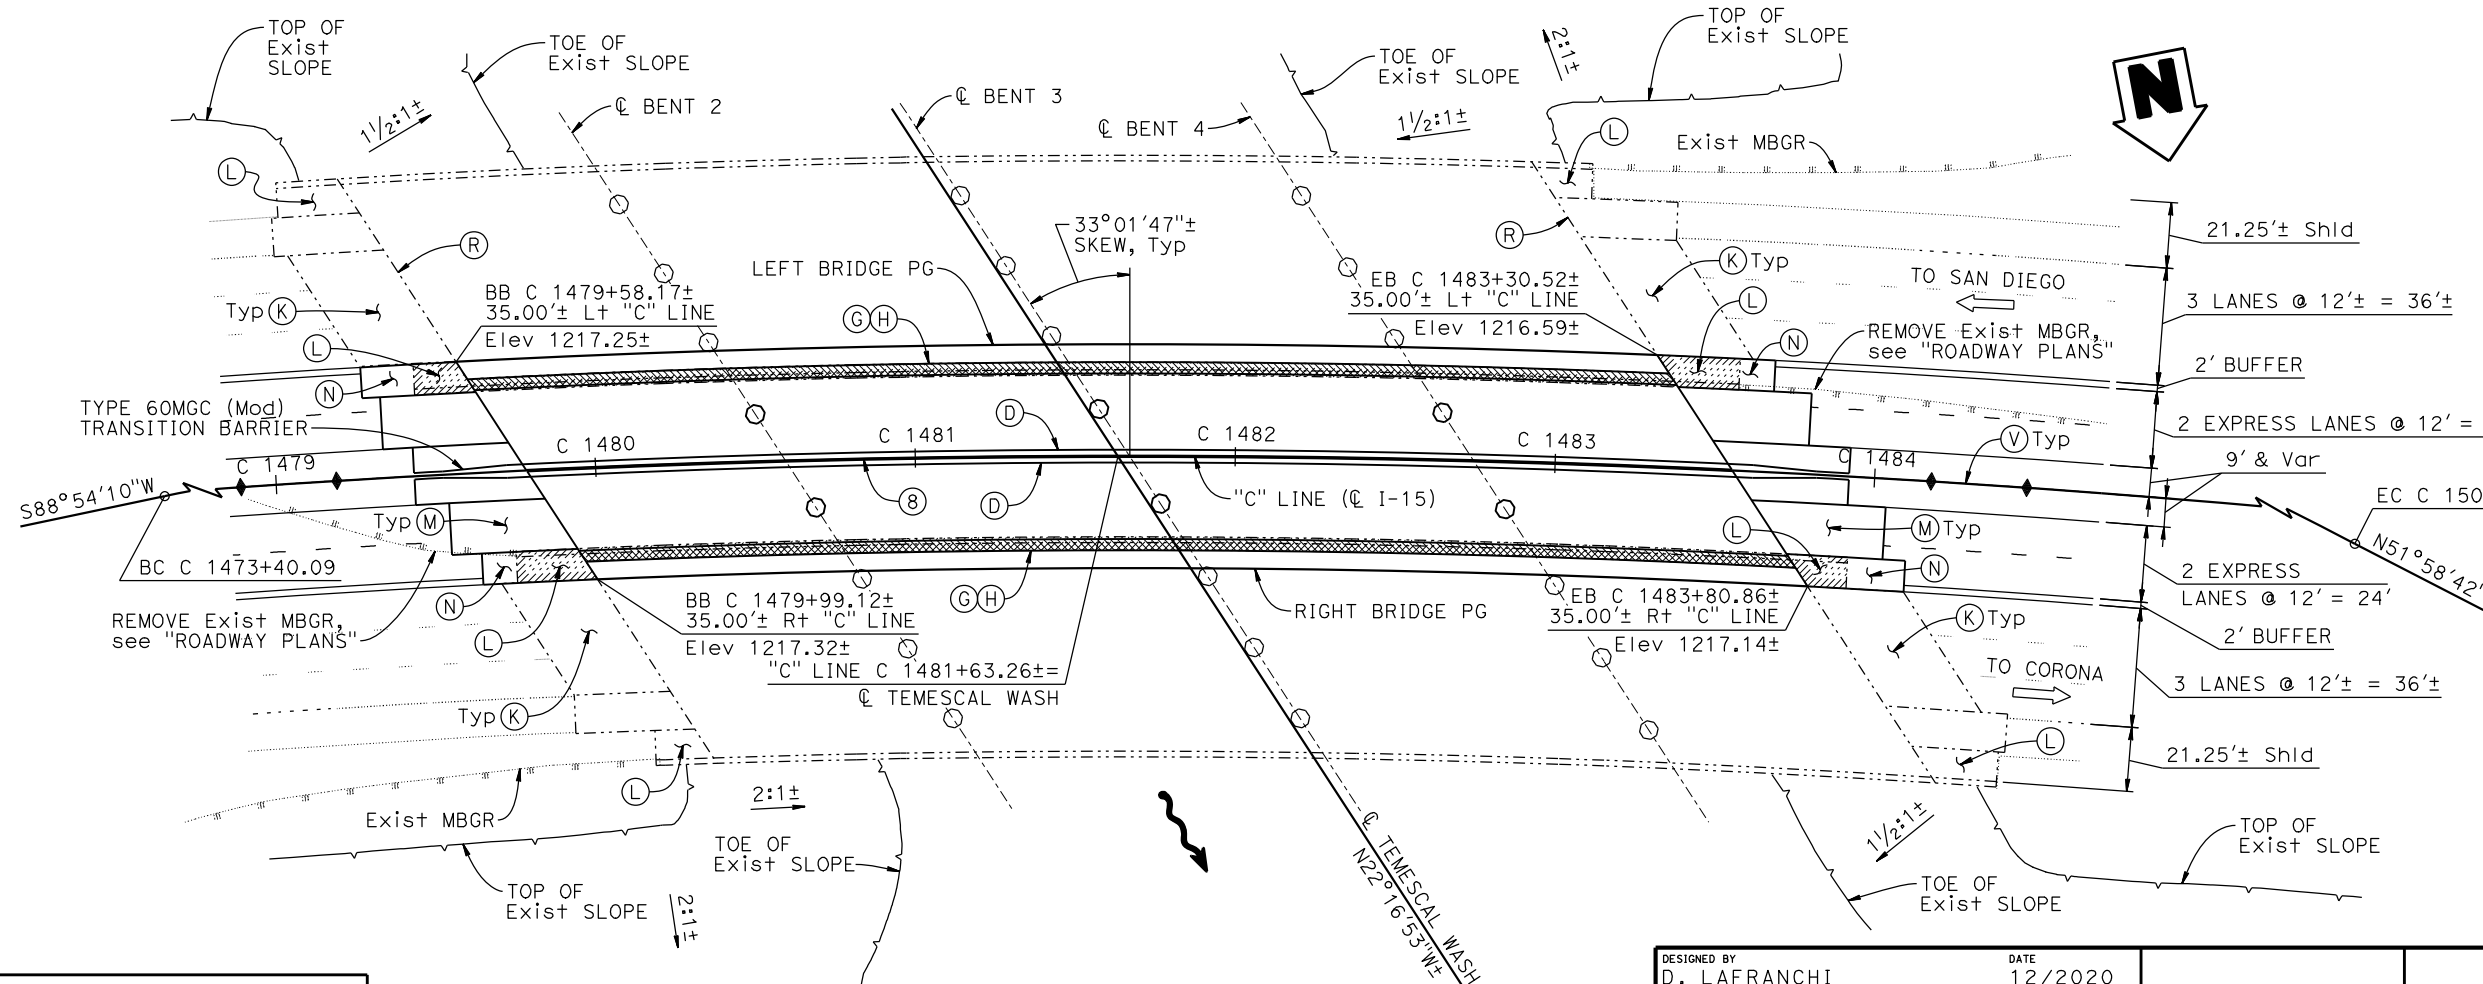 TOP OF
Exist
SLOPE
TOE OF
Exist SLOPE
℄ BENT 2
℄ BENT 3
℄ BENT 4
TOE OF
Exist SLOPE
2:1±
TOP OF
Exist SLOPE
N
1½:1±
1½:1±
L
Exist MBGR
L
R
33°01'47"±
SKEW, Typ
R
21.25'± Shld
LEFT BRIDGE PG
K Typ
TO SAN DIEGO
BB C 1479+58.17±
35.00'± Lt "C" LINE
Elev 1217.25±
EB C 1483+30.52±
35.00'± Lt "C" LINE
Elev 1216.59±
Typ K
G H
L
3 LANES @ 12'± = 36'±
REMOVE Exist MBGR,
see "ROADWAY PLANS"
L
N
N
2' BUFFER
TYPE 60MGC (Mod)
TRANSITION BARRIER
D
2 EXPRESS LANES @ 12' =
C 1479
C 1480
C 1481
C 1482
C 1483
C 1484
V Typ
9' & Var
S88°54'10"W
8
D
"C" LINE (℄ I-15)
EC C 150
Typ M
L
M Typ
N51°58'42"
BC C 1473+40.09
N
N
2 EXPRESS
LANES @ 12' = 24'
REMOVE Exist MBGR,
see "ROADWAY PLANS"
L
BB C 1479+99.12±
35.00'± Rt "C" LINE
Elev 1217.32±
G H
RIGHT BRIDGE PG
EB C 1483+80.86±
35.00'± Rt "C" LINE
Elev 1217.14±
K Typ
2' BUFFER
"C" LINE C 1481+63.26±=
℄ TEMESCAL WASH
TO CORONA
3 LANES @ 12'± = 36'±
Typ K
L
L
21.25'± Shld
2:1±
Exist MBGR
TOE OF
Exist SLOPE
℄ TEMESCAL WASH
N22°16'53"W±
1½:1±
TOP OF
Exist SLOPE
TOP OF
Exist SLOPE
2:1±
TOE OF
Exist SLOPE
DESIGNED BY
D. LAFRANCHI
DATE
12/2020